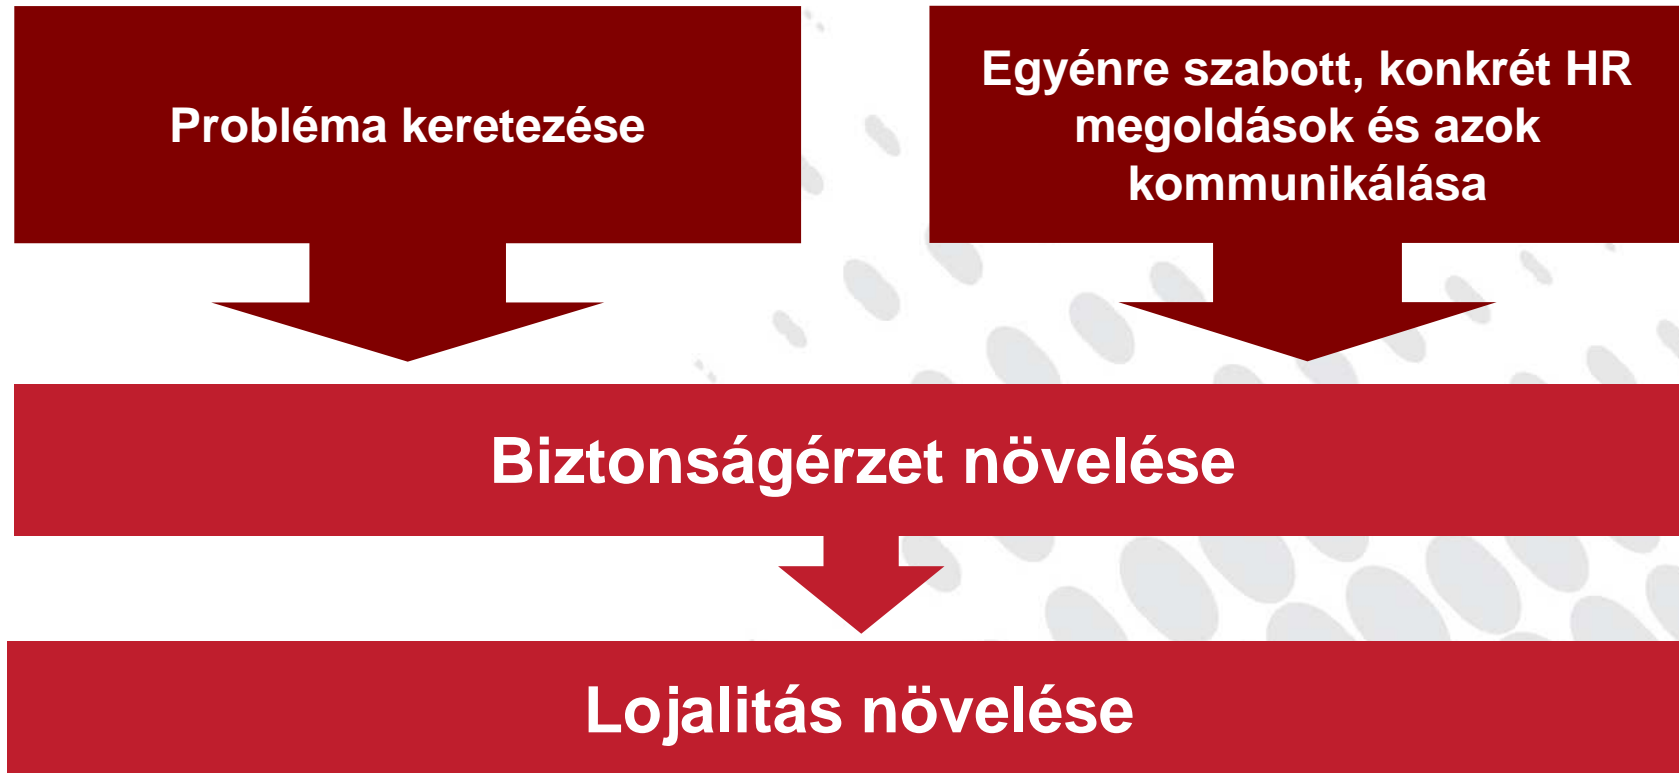 Probléma keretezése
Egyénre szabott, konkrét HR
megoldások és azok
kommunikálása
Biztonságérzet növelése
Lojalitás növelése